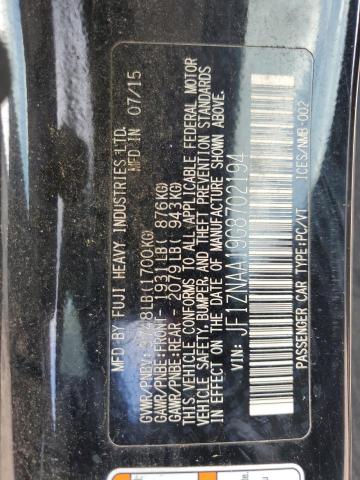 MFD BY FUJI HEAVY INDUSTRIES LTD.
MFD IN 07/15
GVWR/PNBV: 3748LB(1700KG)
GAWR/PNBE:FRONT- 1931LB( 876KG)
GAWR/PNBE:REAR - 2079LB( 943KG)
THIS VEHICLE CONFORMS TO ALL APPLICABLE FEDERAL MOTOR
VEHICLE SAFETY, BUMPER, AND THEFT PREVENTION STANDARDS
IN EFFECT ON THE DATE OF MANUFACTURE SHOWN ABOVE.
VIN: JF1ZNAA19G8702194
PASSENGER CAR TYPE:PC/VT
ICES/NMB-002